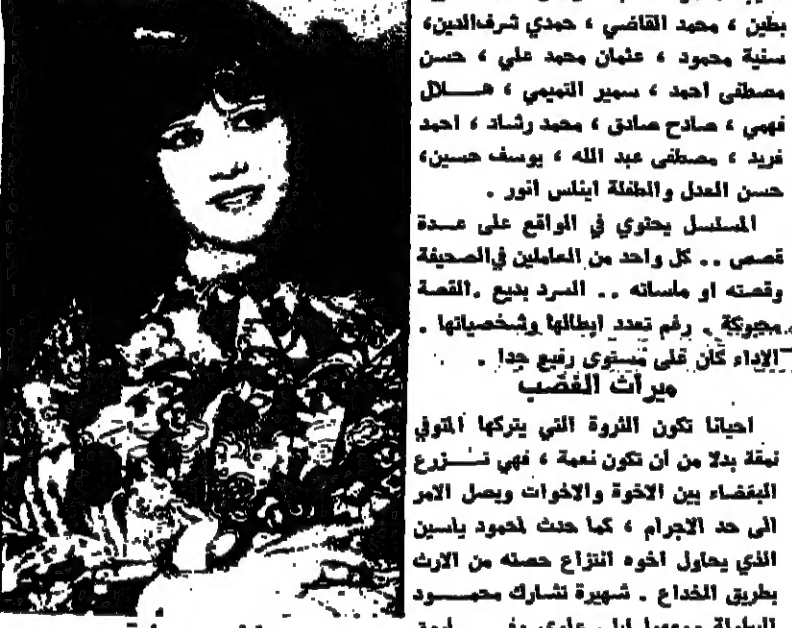 بطين ، محمد القاضي ، حمدي شرف‌الدين،
سنية محمود ، عثمان محمد علي ، حسن
مصطفى احمد ، سمير التميمي ، هـــلال
فهمي ، صادح صادق ، محمد رشاد ، احمد
فريد ، مصطفى عبد الله ، يوسف حسين،
حسن العدل والطفلة ايناس انور .
المسلسل يحتوي في الواقع على عـدة
قصص .. كل واحد من العاملين في الصحيفة
وقصته او ماساته .. السرد بديع .القصة
محبوكة . رغم تعدد ابطالها وشخصياتها .
الاداء كان على مستوى رفيع جدا .
ميراث الغضب
احيانا تكون الثروة التي يتركها المتوفي
نمقة بدلا من ان تكون نعمة ، فهي تـــزرع
البغضاء بين الاخوة والاخوات ويصل الامر
الى حد الاجرام ، كما حدث لمحمود ياسين
الذي يحاول اخوه انتزاع حصته من الارث
بطريق الخداع . شهيرة تشارك محمـــود